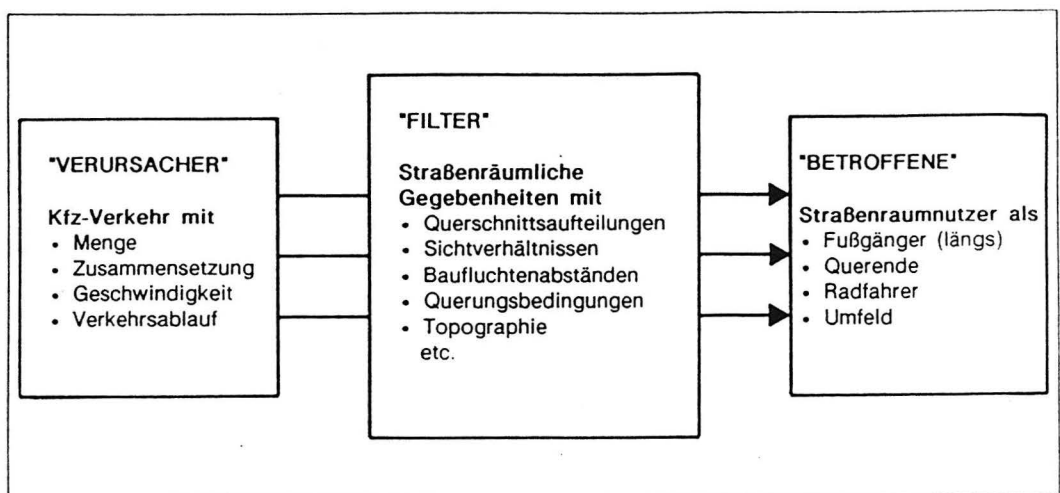 "VERURSACHER"
Kfz-Verkehr mit
• Menge
• Zusammensetzung
• Geschwindigkeit
• Verkehrsablauf
"FILTER"
Straßenräumliche
Gegebenheiten mit
• Querschnittsaufteilungen
• Sichtverhältnissen
• Baufluchtenabständen
• Querungsbedingungen
• Topographie
etc.
"BETROFFENE"
Straßenraumnutzer als
• Fußgänger (längs)
• Querende
• Radfahrer
• Umfeld